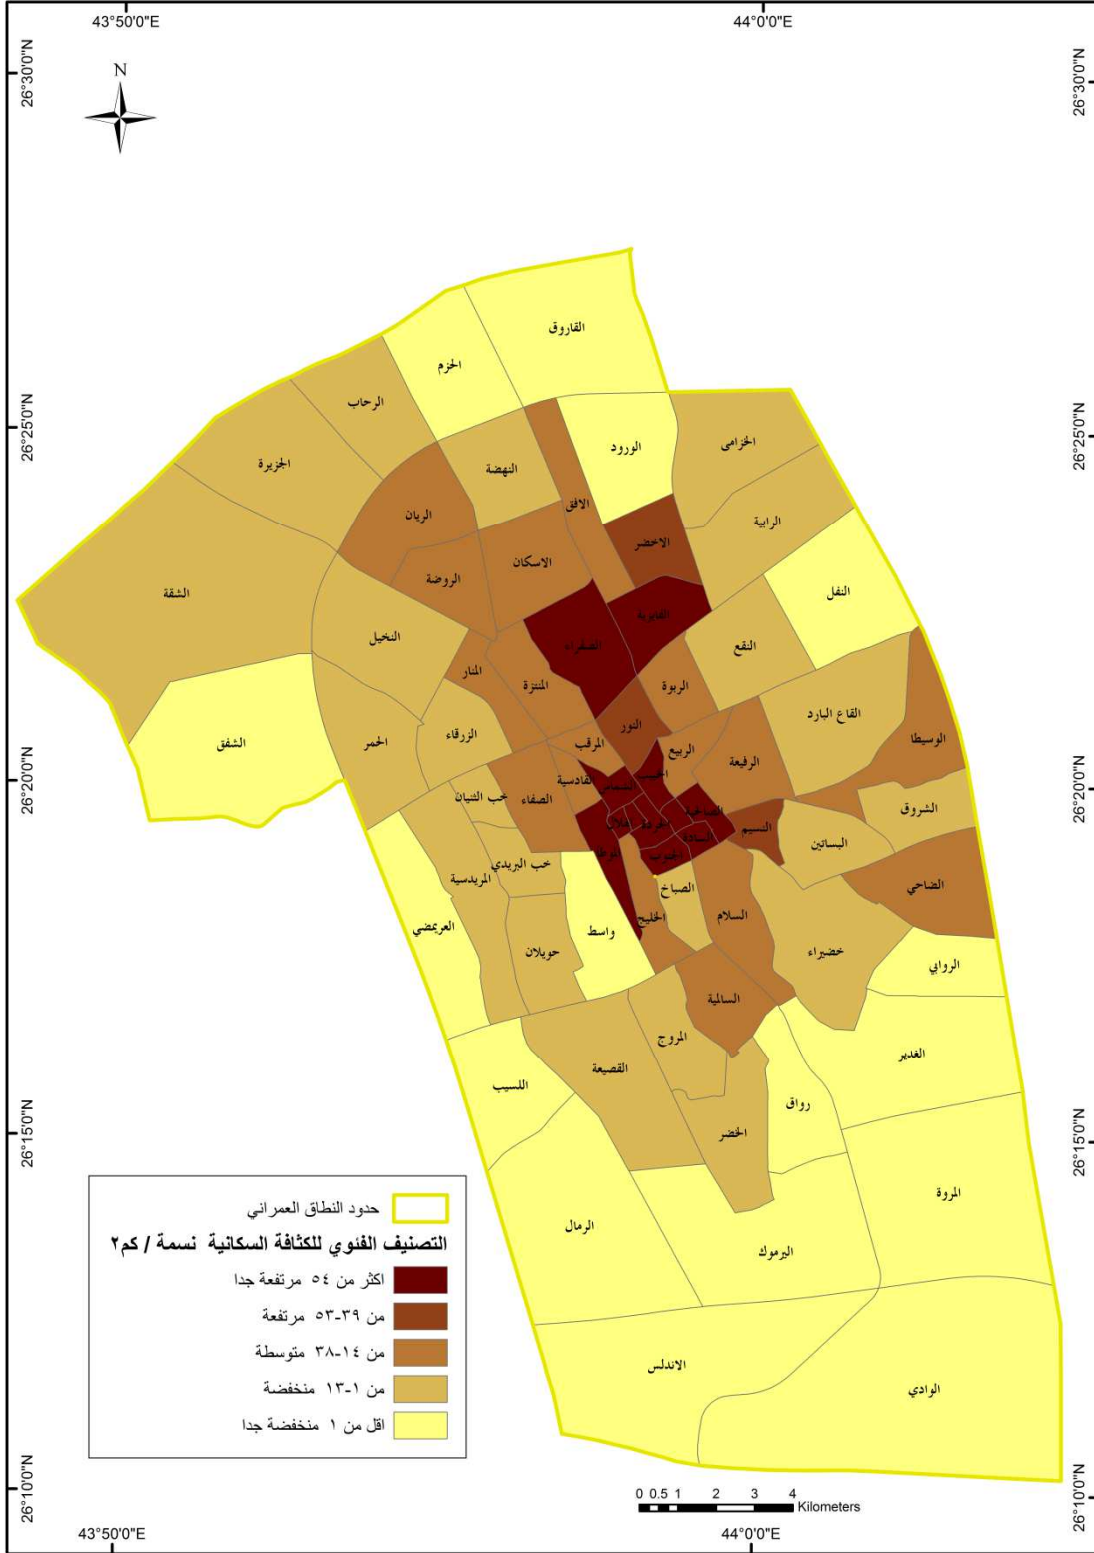 43°50'0"E
44°0'0"E
26°30'0"N
26°30'0"N
N
القاروق
الحزم
الرحاب
26°25'0"N
26°25'0"N
الخزامى
الورود
الجزيرة
النهضة
الافق
الريان
الرابية
الاخضر
الاسكان
الروضة
الشقة
النفل
الفايزية
النخيل
الصفراء
النقع
المنار
المنتزة
الربوة
القاع البارد
النور
الشفق
الحمر
الزرقاء
المرقب
الربيع
الوسيطا
الرفيعة
26°20'0"N
26°20'0"N
القادسية
خب الثنيان
الصفاء
الصالحية
الشروق
النسيم
السادة
البساتين
خب البريدي
المريدسية
الصباخ
الضاحي
السلام
الخليج
العريمضي
واسط
حويلان
خضيراء
الروابي
السالمية
المروج
الغدير
القصيعة
اللسيب
رواق
الخضر
26°15'0"N
26°15'0"N
المروة
الرمال
اليرموك
الاندلس
الوادي
حدود النطاق العمراني
التصنيف الفئوي للكثافة السكانية نسمة / كم٢
اكثر من ٥٤ مرتفعة جدا
من ٣٩-٥٣ مرتفعة
من ١٤-٣٨ متوسطة
من ١-١٣ منخفضة
اقل من ١ منخفضة جدا
26°10'0"N
26°10'0"N
0 0.5 1 2 3 4
Kilometers
43°50'0"E
44°0'0"E